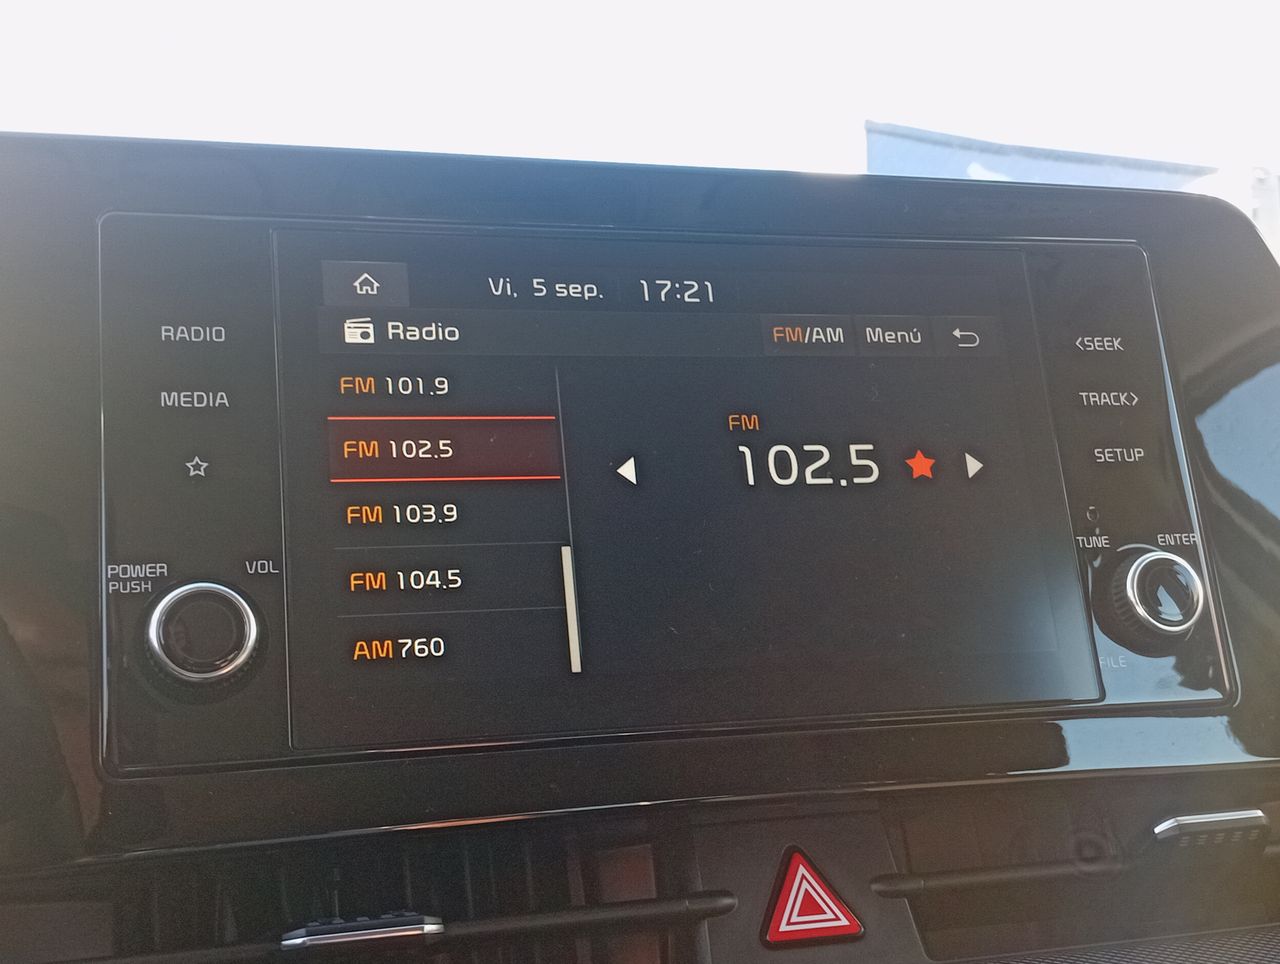 Vi, 5 sep. 17:21
Radio FM/AM Menú
FM 101.9
FM 102.5
FM 103.9
FM 104.5
AM 760
FM
102.5
RADIO
MEDIA
POWER
PUSH
VOL
<SEEK
TRACK>
SETUP
TUNE
ENTER
FILE